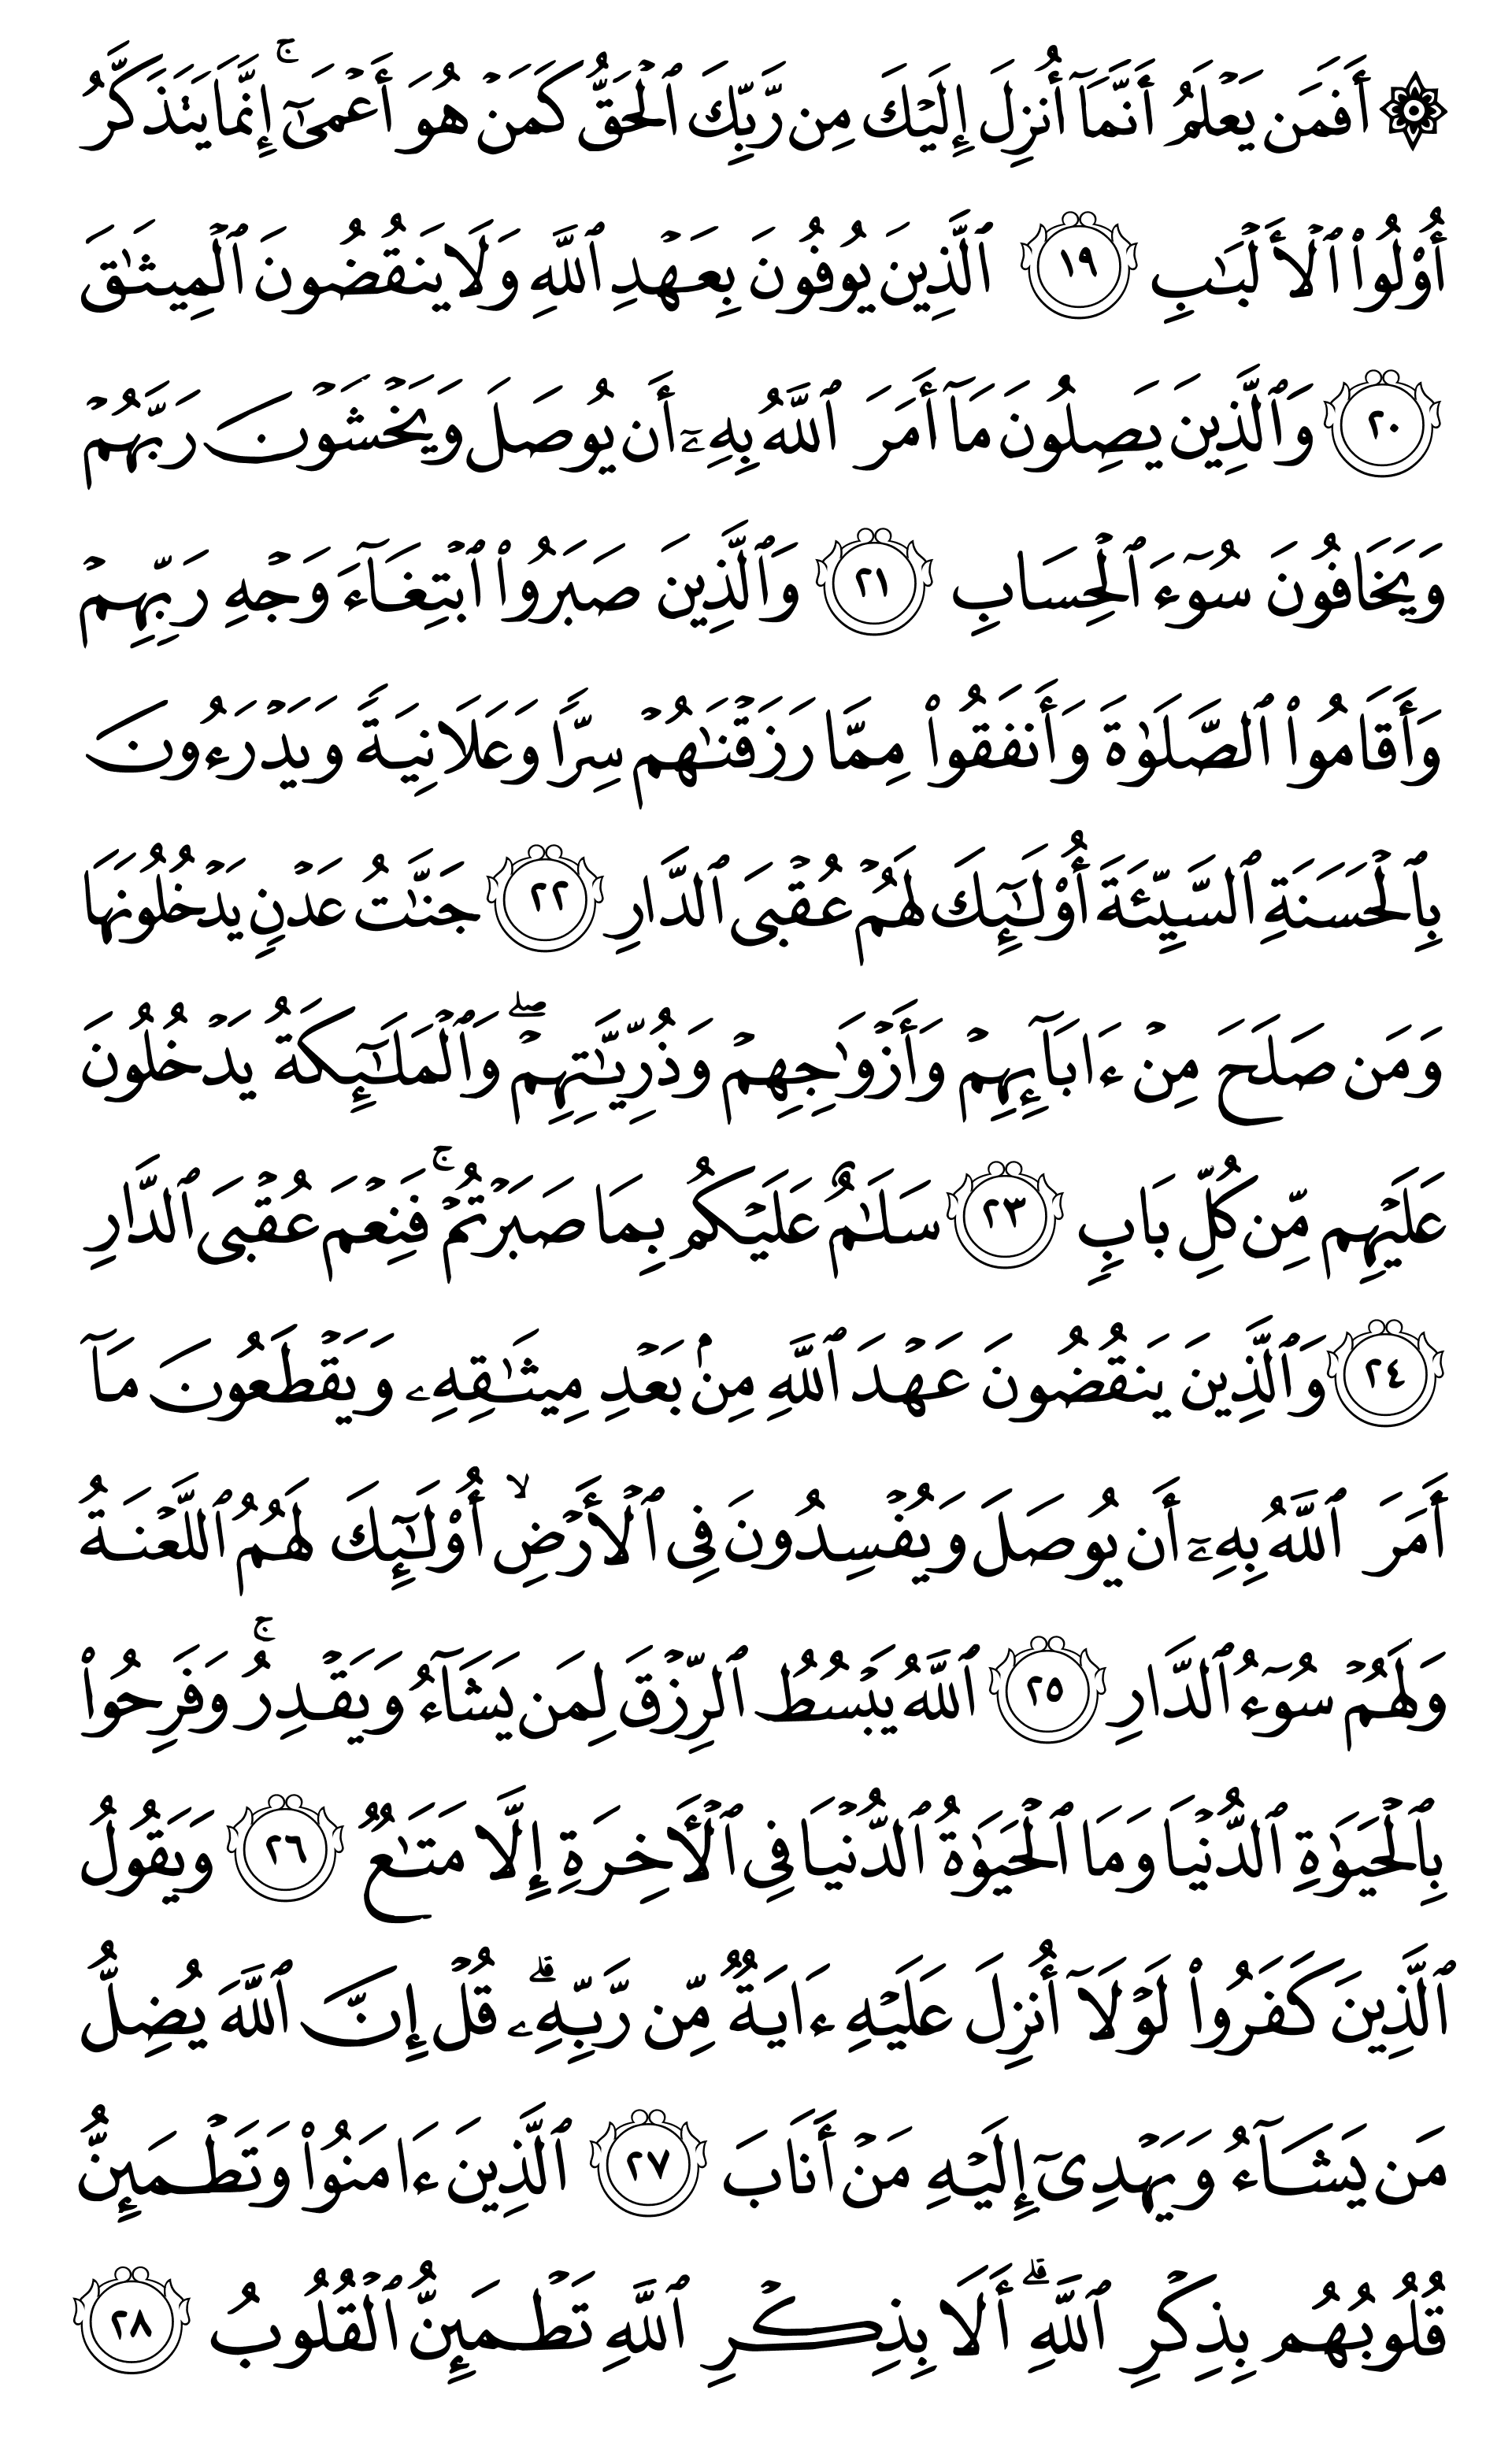 ۞ أَفَمَن يَعۡلَمُ أَنَّمَآ أُنزِلَ إِلَيۡكَ مِن رَّبِّكَ ٱلۡحَقُّ كَمَنۡ هُوَ أَعۡمَىٰٓۚ إِنَّمَا يَتَذَكَّرُ
أُوْلُواْ ٱلۡأَلۡبَٰبِ ١٩ ٱلَّذِينَ يُوفُونَ بِعَهۡدِ ٱللَّهِ وَلَا يَنقُضُونَ ٱلۡمِيثَٰقَ
٢٠ وَٱلَّذِينَ يَصِلُونَ مَآ أَمَرَ ٱللَّهُ بِهِۦٓ أَن يُوصَلَ وَيَخۡشَوۡنَ رَبَّهُمۡ
وَيَخَافُونَ سُوٓءَ ٱلۡحِسَابِ ٢١ وَٱلَّذِينَ صَبَرُواْ ٱبۡتِغَآءَ وَجۡهِ رَبِّهِمۡ
وَأَقَامُواْ ٱلصَّلَوٰةَ وَأَنفَقُواْ مِمَّا رَزَقۡنَٰهُمۡ سِرّٗا وَعَلَانِيَةٗ وَيَدۡرَءُونَ
بِٱلۡحَسَنَةِ ٱلسَّيِّئَةَ أُوْلَٰٓئِكَ لَهُمۡ عُقۡبَى ٱلدَّارِ ٢٢ جَنَّٰتُ عَدۡنٖ يَدۡخُلُونَهَا
وَمَن صَلَحَ مِنۡ ءَابَآئِهِمۡ وَأَزۡوَٰجِهِمۡ وَذُرِّيَّٰتِهِمۡۖ وَٱلۡمَلَٰٓئِكَةُ يَدۡخُلُونَ
عَلَيۡهِم مِّن كُلِّ بَابٖ ٢٣ سَلَٰمٌ عَلَيۡكُم بِمَا صَبَرۡتُمۡۚ فَنِعۡمَ عُقۡبَى ٱلدَّارِ
٢٤ وَٱلَّذِينَ يَنقُضُونَ عَهۡدَ ٱللَّهِ مِنۢ بَعۡدِ مِيثَٰقِهِۦ وَيَقۡطَعُونَ مَآ
أَمَرَ ٱللَّهُ بِهِۦٓ أَن يُوصَلَ وَيُفۡسِدُونَ فِي ٱلۡأَرۡضِۙ أُوْلَٰٓئِكَ لَهُمُ ٱللَّعۡنَةُ
وَلَهُمۡ سُوٓءُ ٱلدَّارِ ٢٥ ٱللَّهُ يَبۡسُطُ ٱلرِّزۡقَ لِمَن يَشَآءُ وَيَقۡدِرُۚ وَفَرِحُواْ
بِٱلۡحَيَوٰةِ ٱلدُّنۡيَا وَمَا ٱلۡحَيَوٰةُ ٱلدُّنۡيَا فِي ٱلۡأٓخِرَةِ إِلَّا مَتَٰعٞ ٢٦ وَيَقُولُ
ٱلَّذِينَ كَفَرُواْ لَوۡلَآ أُنزِلَ عَلَيۡهِ ءَايَةٞ مِّن رَّبِّهِۦۚ قُلۡ إِنَّ ٱللَّهَ يُضِلُّ
مَن يَشَآءُ وَيَهۡدِيٓ إِلَيۡهِ مَنۡ أَنَابَ ٢٧ ٱلَّذِينَ ءَامَنُواْ وَتَطۡمَئِنُّ
قُلُوبُهُم بِذِكۡرِ ٱللَّهِۗ أَلَا بِذِكۡرِ ٱللَّهِ تَطۡمَئِنُّ ٱلۡقُلُوبُ ٢٨